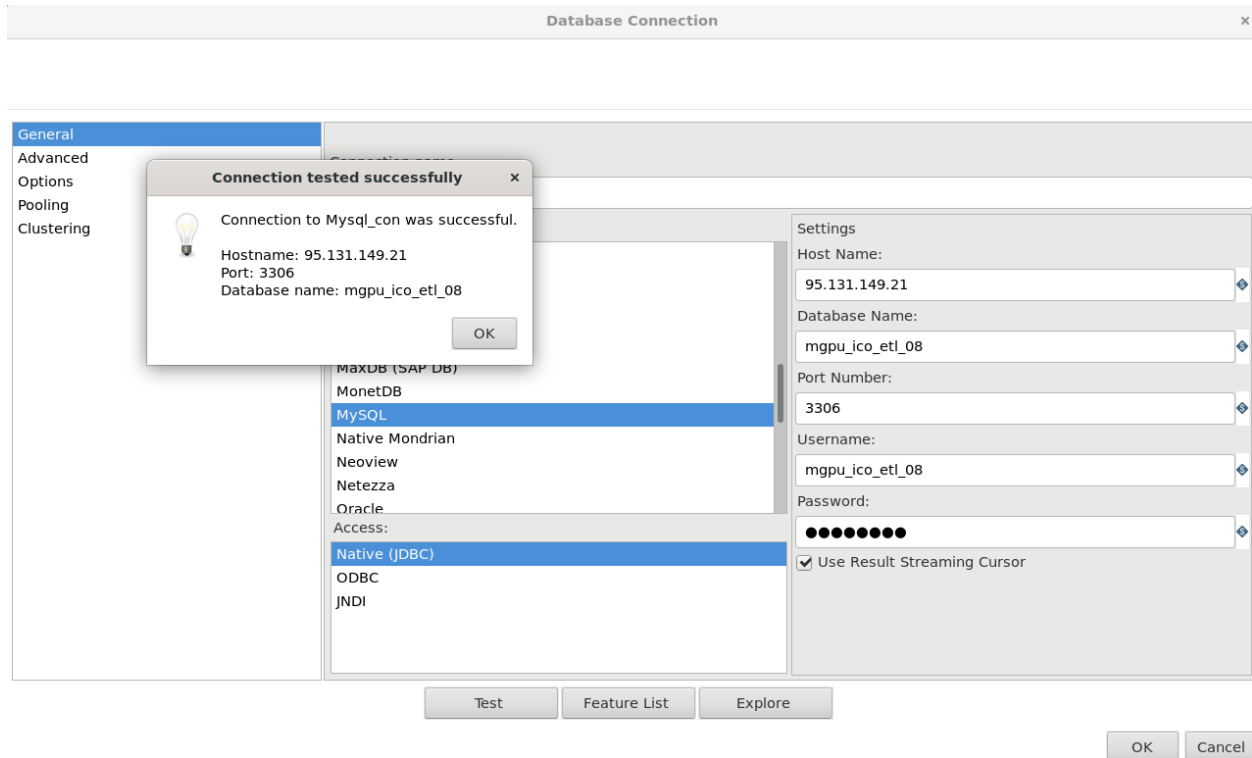 Database Connection
×
General
Advanced
Options
Pooling
Clustering
Connection name
Connection tested successfully
×
Connection to Mysql_con was successful.
Hostname: 95.131.149.21
Port: 3306
Database name: mgpu_ico_etl_08
OK
MaxDB (SAP DB)
MonetDB
MySQL
Native Mondrian
Neoview
Netezza
Oracle
Access:
Native (JDBC)
ODBC
JNDI
Settings
Host Name:
95.131.149.21
Database Name:
mgpu_ico_etl_08
Port Number:
3306
Username:
mgpu_ico_etl_08
Password:
●●●●●●●●
Use Result Streaming Cursor
Test
Feature List
Explore
OK
Cancel